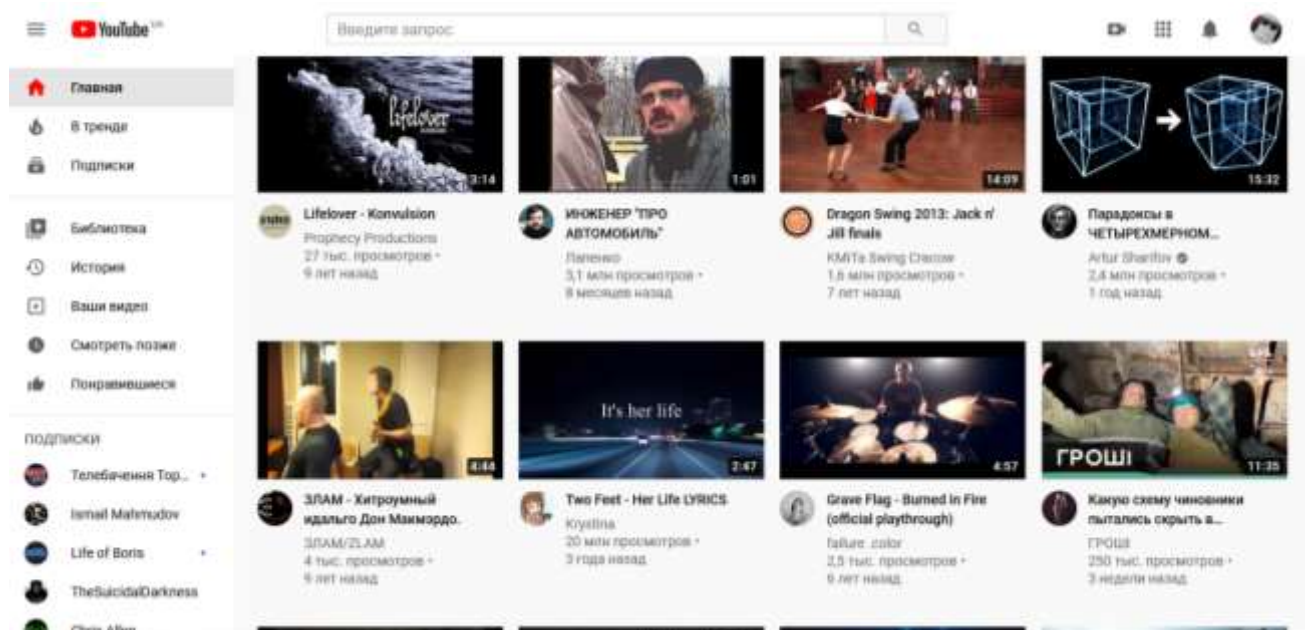 YouTube UA
Введите запрос
Главная
В тренде
Подписки
Библиотека
История
Ваши видео
Смотреть позже
Понравившиеся
ПОДПИСКИ
Телебачення Тор...
Ismail Mahmudov
Life of Boris
TheSuicidalDarkness
Chris Allen
lifelover
3:14
Lifelover - Konvulsion
Prophecy Productions
27 тыс. просмотров •
9 лет назад
1:01
ИНЖЕНЕР "ПРО
АВТОМОБИЛЬ"
Лапенко
3,1 млн просмотров •
8 месяцев назад
14:09
Dragon Swing 2013: Jack n'
Jill finals
KMiTa Swing Cracow
1,6 млн просмотров •
7 лет назад
15:32
Парадоксы в
ЧЕТЫРЕХМЕРНОМ...
Artur Sharifov
2,4 млн просмотров •
1 год назад
4:44
ЗЛАМ - Хитроумный
идальго Дон Макмордо.
ЗЛАМ/ZLAM
4 тыс. просмотров •
9 лет назад
It's her life
2:47
Two Feet - Her Life LYRICS
Krystina
20 млн просмотров •
3 года назад
4:57
Grave Flag - Burned in Fire
(official playthrough)
failure .color
2,5 тыс. просмотров •
6 лет назад
ГРОШІ
11:35
Какую схему чиновники
пытались скрыть в...
ГРОШІ
250 тыс. просмотров •
3 недели назад